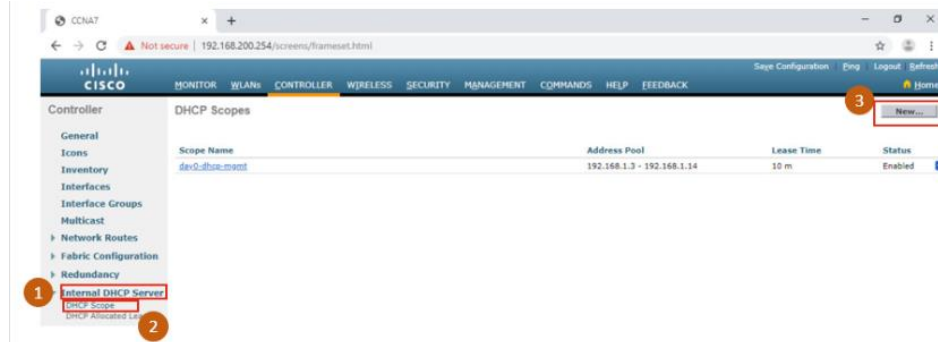 CCNA7
Not secure | 192.168.200.254/screens/frameset.html
Save Configuration Ping Logout Refresh
CISCO
MONITOR WLANs CONTROLLER WIRELESS SECURITY MANAGEMENT COMMANDS HELP FEEDBACK
Home
Controller
DHCP Scopes
3
New...
General
Icons
Inventory
Interfaces
Interface Groups
Multicast
Network Routes
Fabric Configuration
Redundancy
1
Internal DHCP Server
DHCP Scope
DHCP Allocated
2
Scope Name Address Pool Lease Time Status
day0-dhcp-mgmt 192.168.1.3 - 192.168.1.14 10 m Enabled